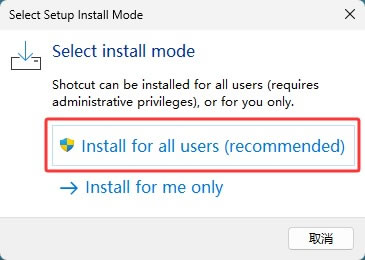 Select Setup Install Mode
Select install mode
Shotcut can be installed for all users (requires
administrative privileges), or for you only.
Install for all users (recommended)
Install for me only
取消